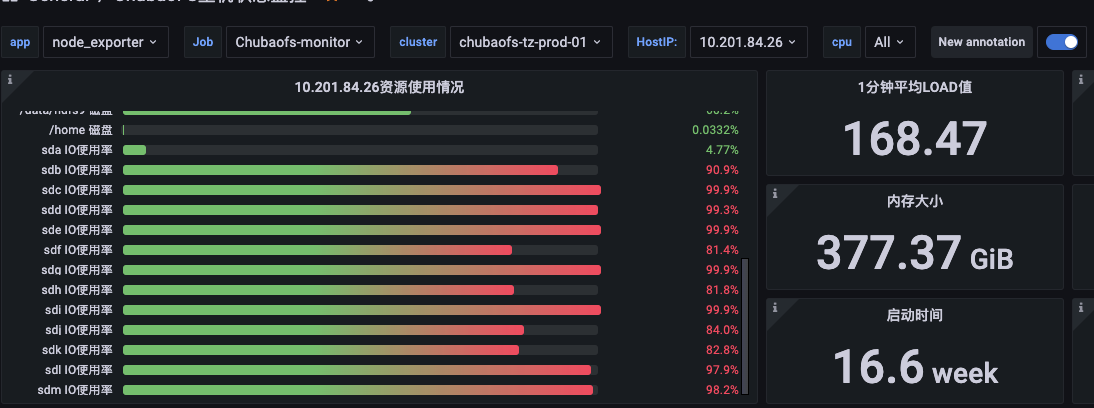 app node_exporter Job Chubaofs-monitor cluster chubaofs-tz-prod-01 HostIP: 10.201.84.26 cpu All New annotation
10.201.84.26资源使用情况
/home 磁盘 0.0332%
sda IO使用率 4.77%
sdb IO使用率 90.9%
sdc IO使用率 99.9%
sdd IO使用率 99.3%
sde IO使用率 99.9%
sdf IO使用率 81.4%
sdg IO使用率 99.9%
sdh IO使用率 81.8%
sdi IO使用率 99.9%
sdj IO使用率 84.0%
sdk IO使用率 82.8%
sdl IO使用率 97.9%
sdm IO使用率 98.2%
1分钟平均LOAD值
168.47
内存大小
377.37 GiB
启动时间
16.6 week